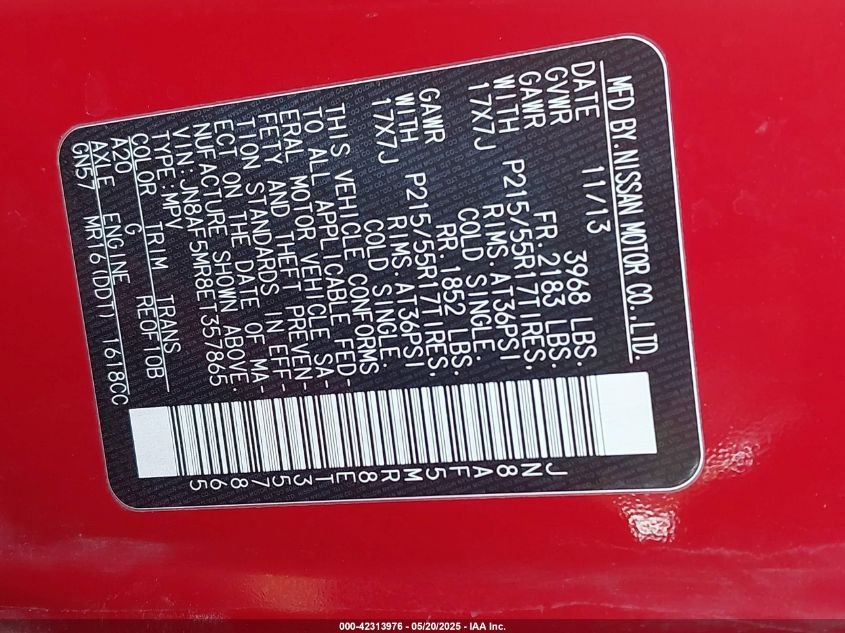 MFD BY. NISSAN MOTOR CO.,LTD.
DATE 11/13
GVWR 3968 LBS.
GAWR FR. 2183 LBS.
WITH P215/55R17TIRES.
17X7J RIMS AT36PSI
COLD SINGLE.
GAWR RR. 1852 LBS.
WITH P215/55R17TIRES.
17X7J RIMS. AT36PSI
COLD SINGLE.
THIS VEHICLE CONFORMS
TO ALL APPLICABLE FED-
ERAL MOTOR VEHICLE SA-
FETY AND THEFT PREVEN-
TION STANDARDS IN EFF-
ECT ON THE DATE OF MA-
NUFACTURE SHOWN ABOVE.
VIN: JN8AF5MR8ET357865
TYPE: MPV
COLOR TRIM TRANS
A20 G RE0F10B
AXLE ENGINE
GN57 MR16(DDT) 1618CC
JN8AF5MR8ET357865
000-42313976 - 05/20/2025 - IAA Inc.